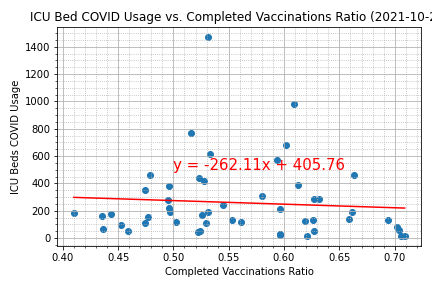 ICU Bed COVID Usage vs. Completed Vaccinations Ratio (2021-10-2
1400
1200
1000
800
600
400
200
0
ICU Beds COVID Usage
y = -262.11x + 405.76
0.40 0.45 0.50 0.55 0.60 0.65 0.70
Completed Vaccinations Ratio